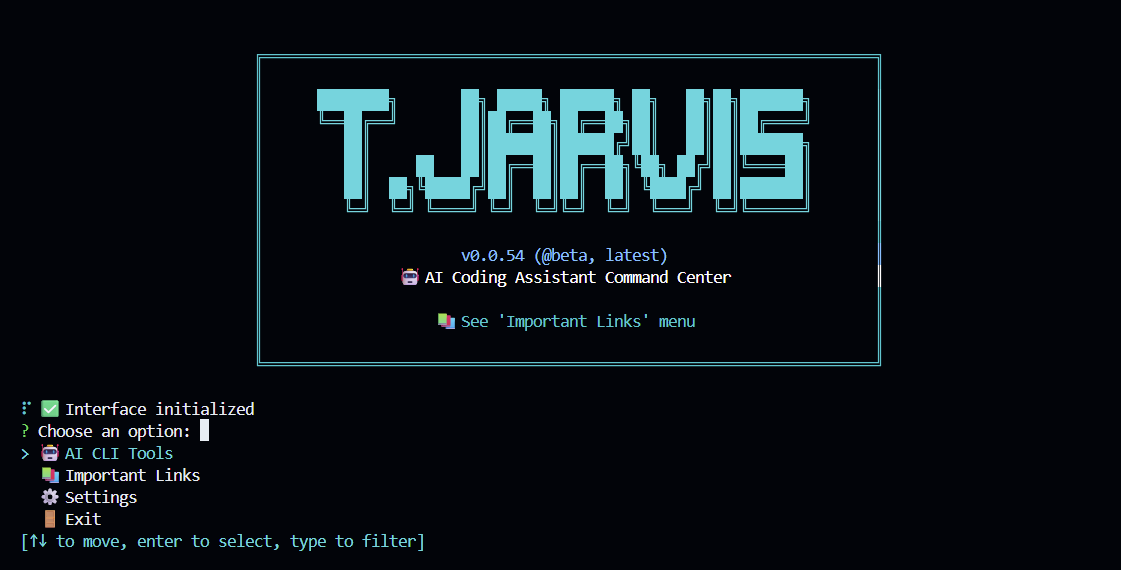 T.JARVIS
v0.0.54 (@beta, latest)
🤖 AI Coding Assistant Command Center
📚 See 'Important Links' menu
⠏ ✅ Interface initialized
? Choose an option:
> 🤖 AI CLI Tools
📚 Important Links
⚙️ Settings
🚪 Exit
[↑↓ to move, enter to select, type to filter]